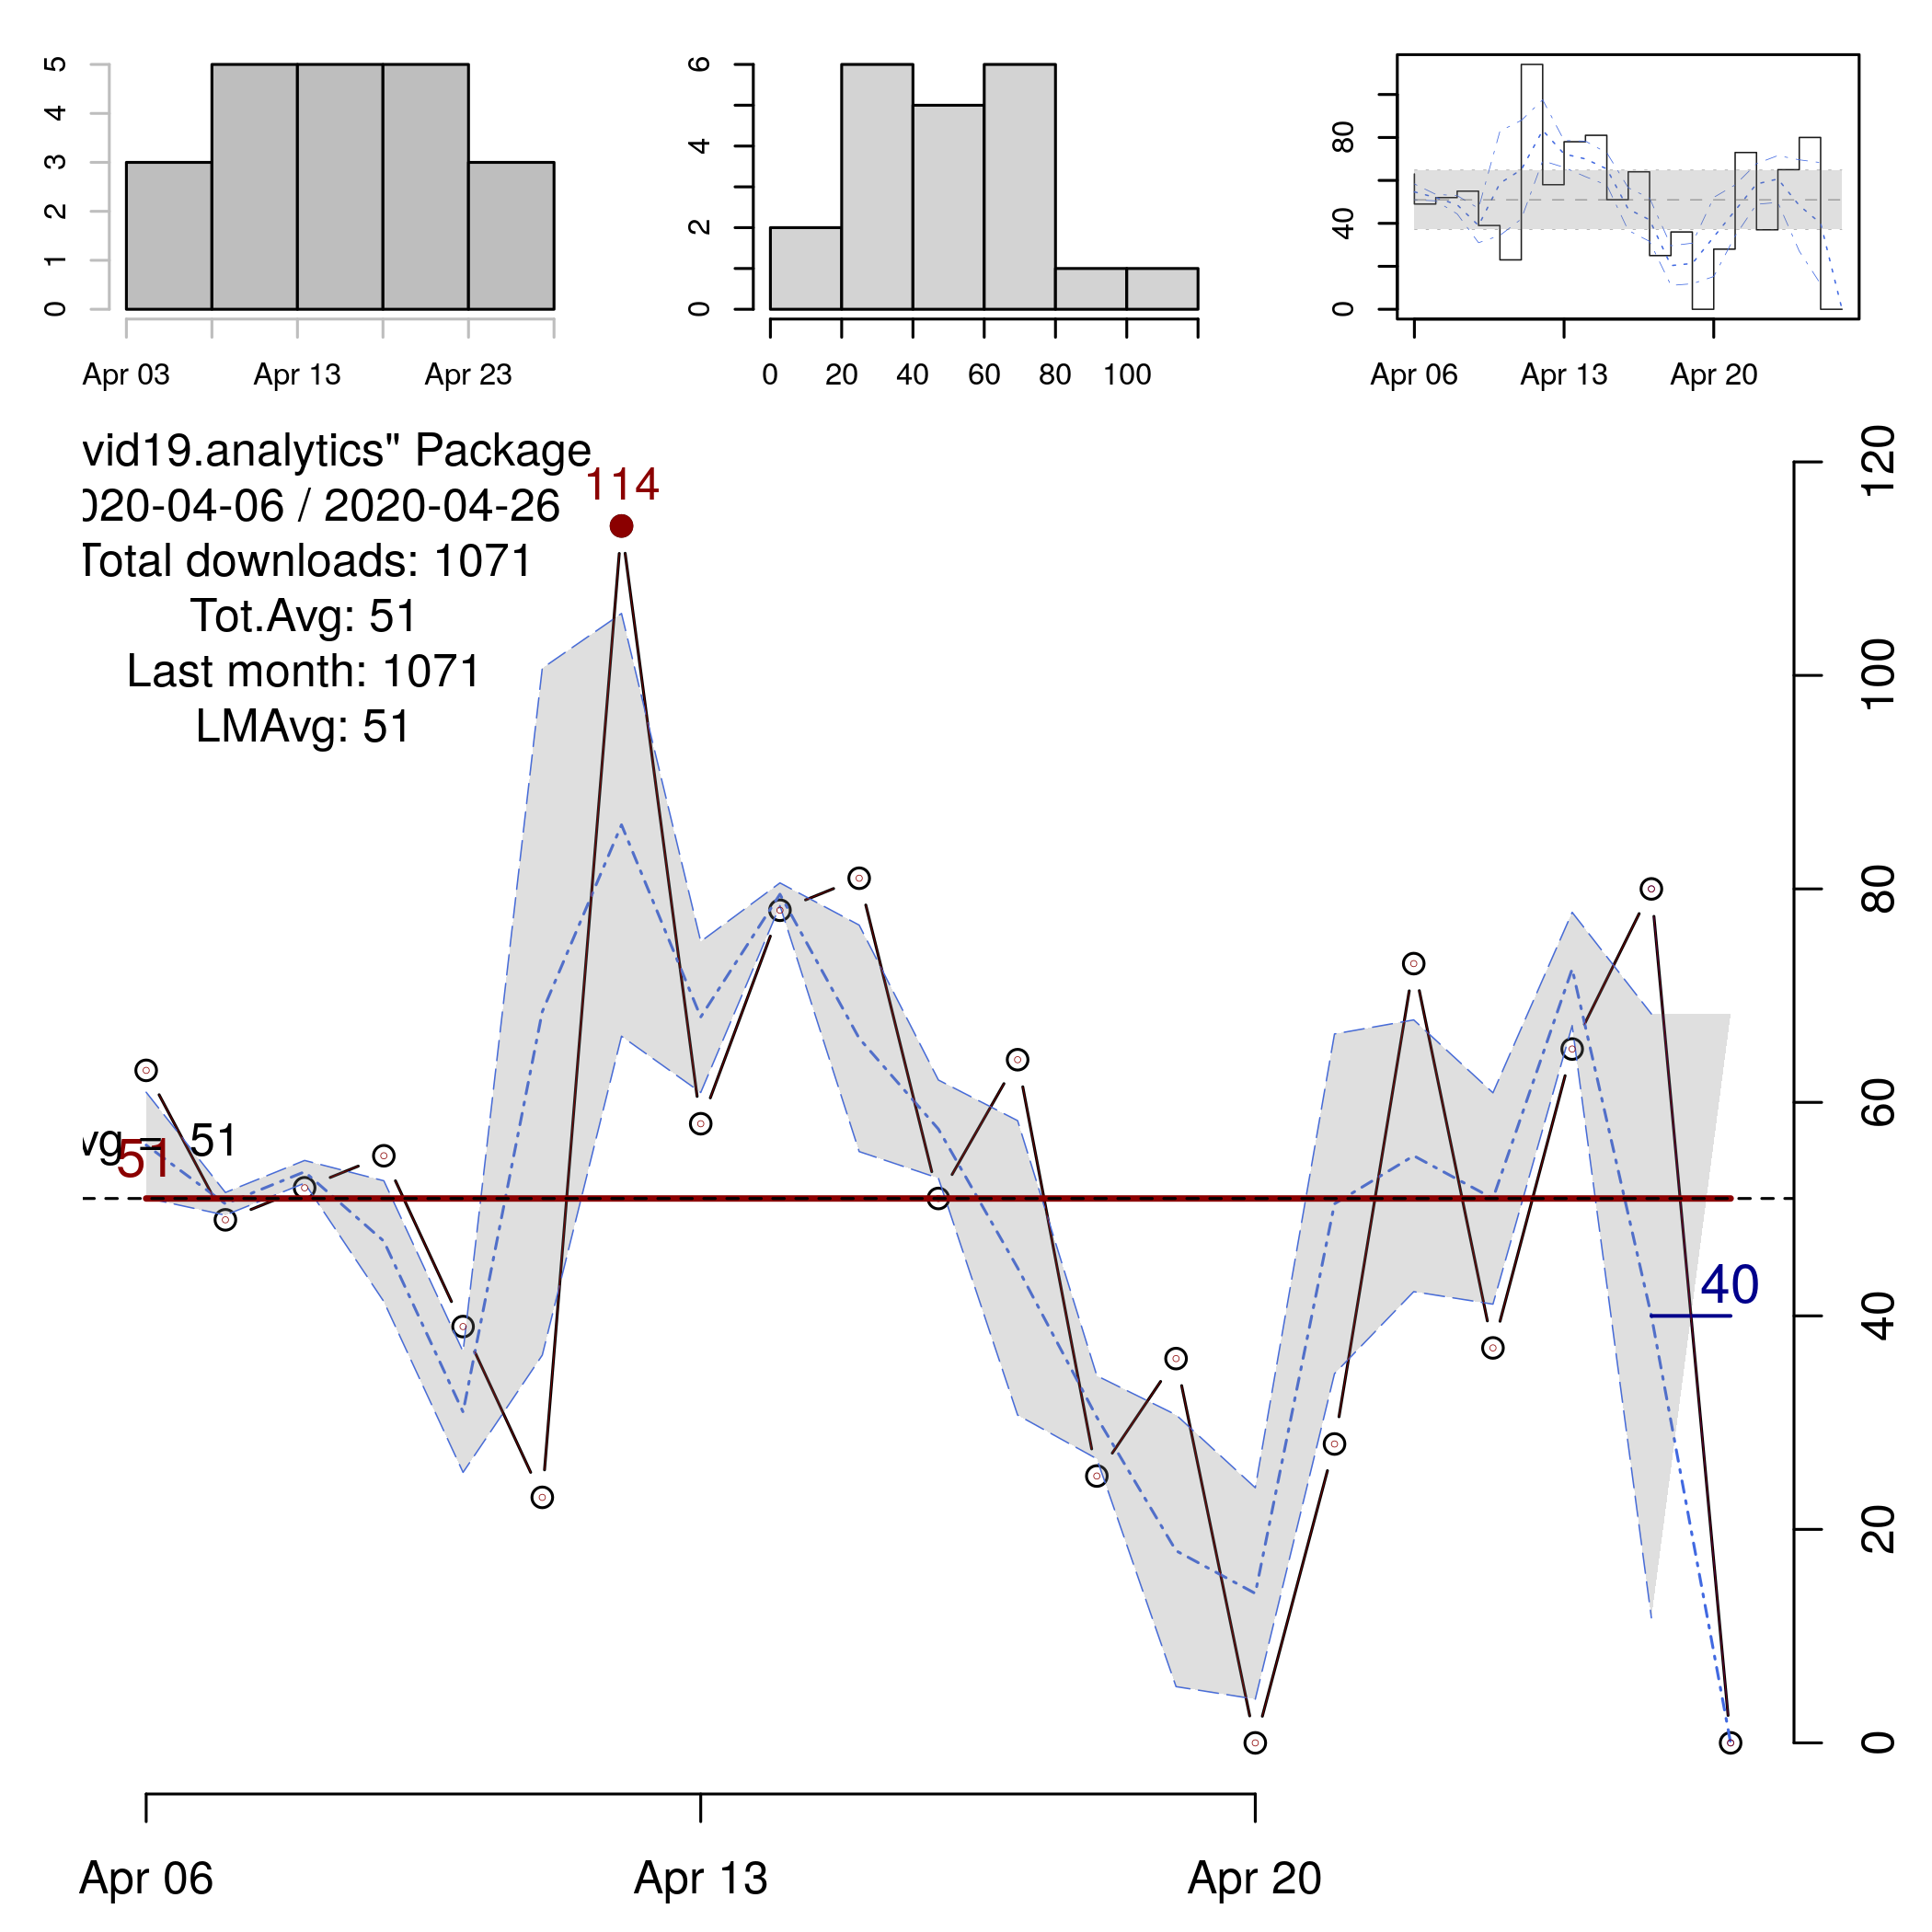 5
4
3
2
1
0
Apr 03 Apr 13 Apr 23
6
4
2
0
0 20 40 60 80 100
80
40
0
Apr 06 Apr 13 Apr 20
vid19.analytics" Package
020-04-06 / 2020-04-26
Total downloads: 1071
Tot.Avg: 51
Last month: 1071
LMAvg: 51
114
vg = 51
51
40
120
100
80
60
40
20
0
Apr 06 Apr 13 Apr 20